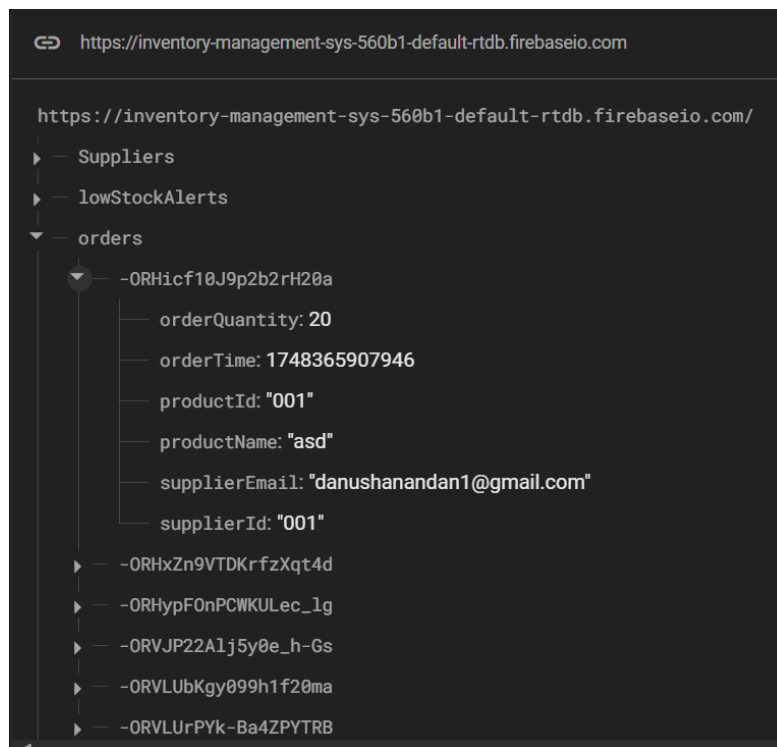 https://inventory-management-sys-560b1-default-rtdb.firebaseio.com
https://inventory-management-sys-560b1-default-rtdb.firebaseio.com/
Suppliers
lowStockAlerts
orders
-ORHicf10J9p2b2rH20a
orderQuantity: 20
orderTime: 1748365907946
productId: "001"
productName: "asd"
supplierEmail: "danushanandan1@gmail.com"
supplierId: "001"
-ORHxZn9VTDKrfzXqt4d
-ORHypFOnPCWKULec_lg
-ORVJP22Alj5y0e_h-Gs
-ORVLUbKgy099h1f20ma
-ORVLUrPYk-Ba4ZPYTRB